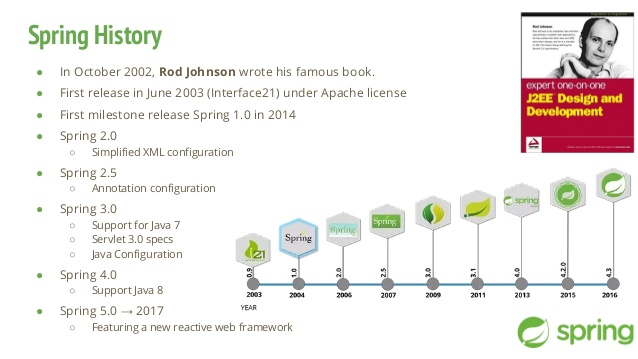 Spring History
● In October 2002, Rod Johnson wrote his famous book.
● First release in June 2003 (Interface21) under Apache license
● First milestone release Spring 1.0 in 2014
● Spring 2.0
○ Simplified XML configuration
● Spring 2.5
○ Annotation configuration
● Spring 3.0
○ Support for Java 7
○ Servlet 3.0 specs
○ Java Configuration
● Spring 4.0
○ Support Java 8
● Spring 5.0 → 2017
○ Featuring a new reactive web framework
Rod Johnson
expert one-on-one
J2EE Design and
Development
i21
Spring
Spring
Spring
spring
0.9 1.0 2.0 2.5 3.0 3.1 4.0 4.2.0 4.3
2003 2004 2006 2007 2009 2011 2013 2015 2016
YEAR
spring